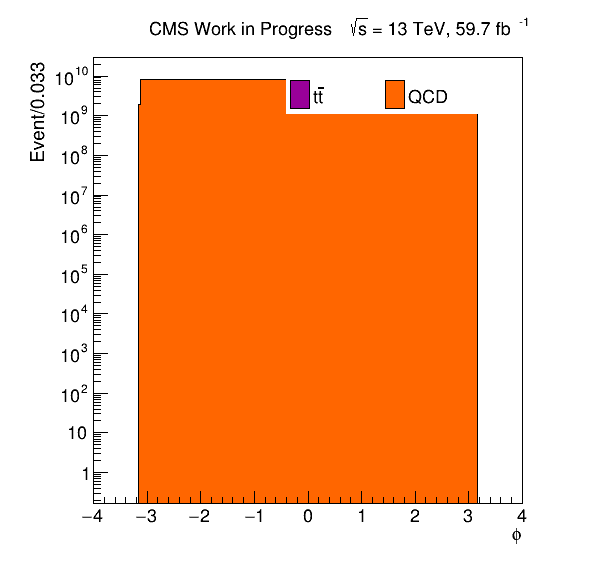 CMS Work in Progress √s = 13 TeV, 59.7 fb⁻¹
Event/0.033
10¹⁰
10⁹
10⁸
10⁷
10⁶
10⁵
10⁴
10³
10²
10
1
tt̄ QCD
−4 −3 −2 −1 0 1 2 3 4
ϕ